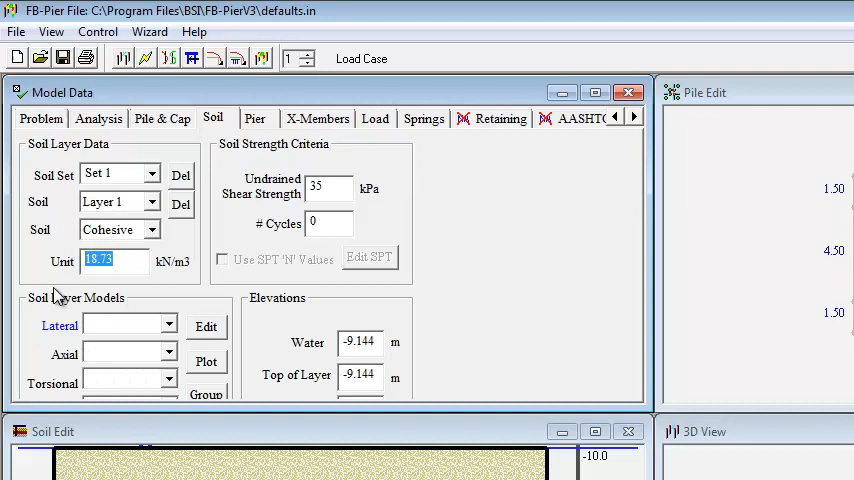 FB-Pier File: C:\Program Files\BSI\FB-PierV3\defaults.in
File View Control Wizard Help
1 Load Case
Model Data
Pile Edit
Problem Analysis Pile & Cap Soil Pier X-Members Load Springs Retaining AASHTO
Soil Layer Data
Soil Strength Criteria
Soil Set Set 1 Del
Undrained
Shear Strength 35 kPa
Soil Layer 1 Del
# Cycles 0
Soil Cohesive
Unit 18.73 kN/m3
Use SPT 'N' Values Edit SPT
Soil Layer Models
Elevations
Lateral Edit
Water -9.144 m
Axial Plot
Top of Layer -9.144 m
Torsional
Group
1.50
4.50
1.50
Soil Edit
3D View
-10.0